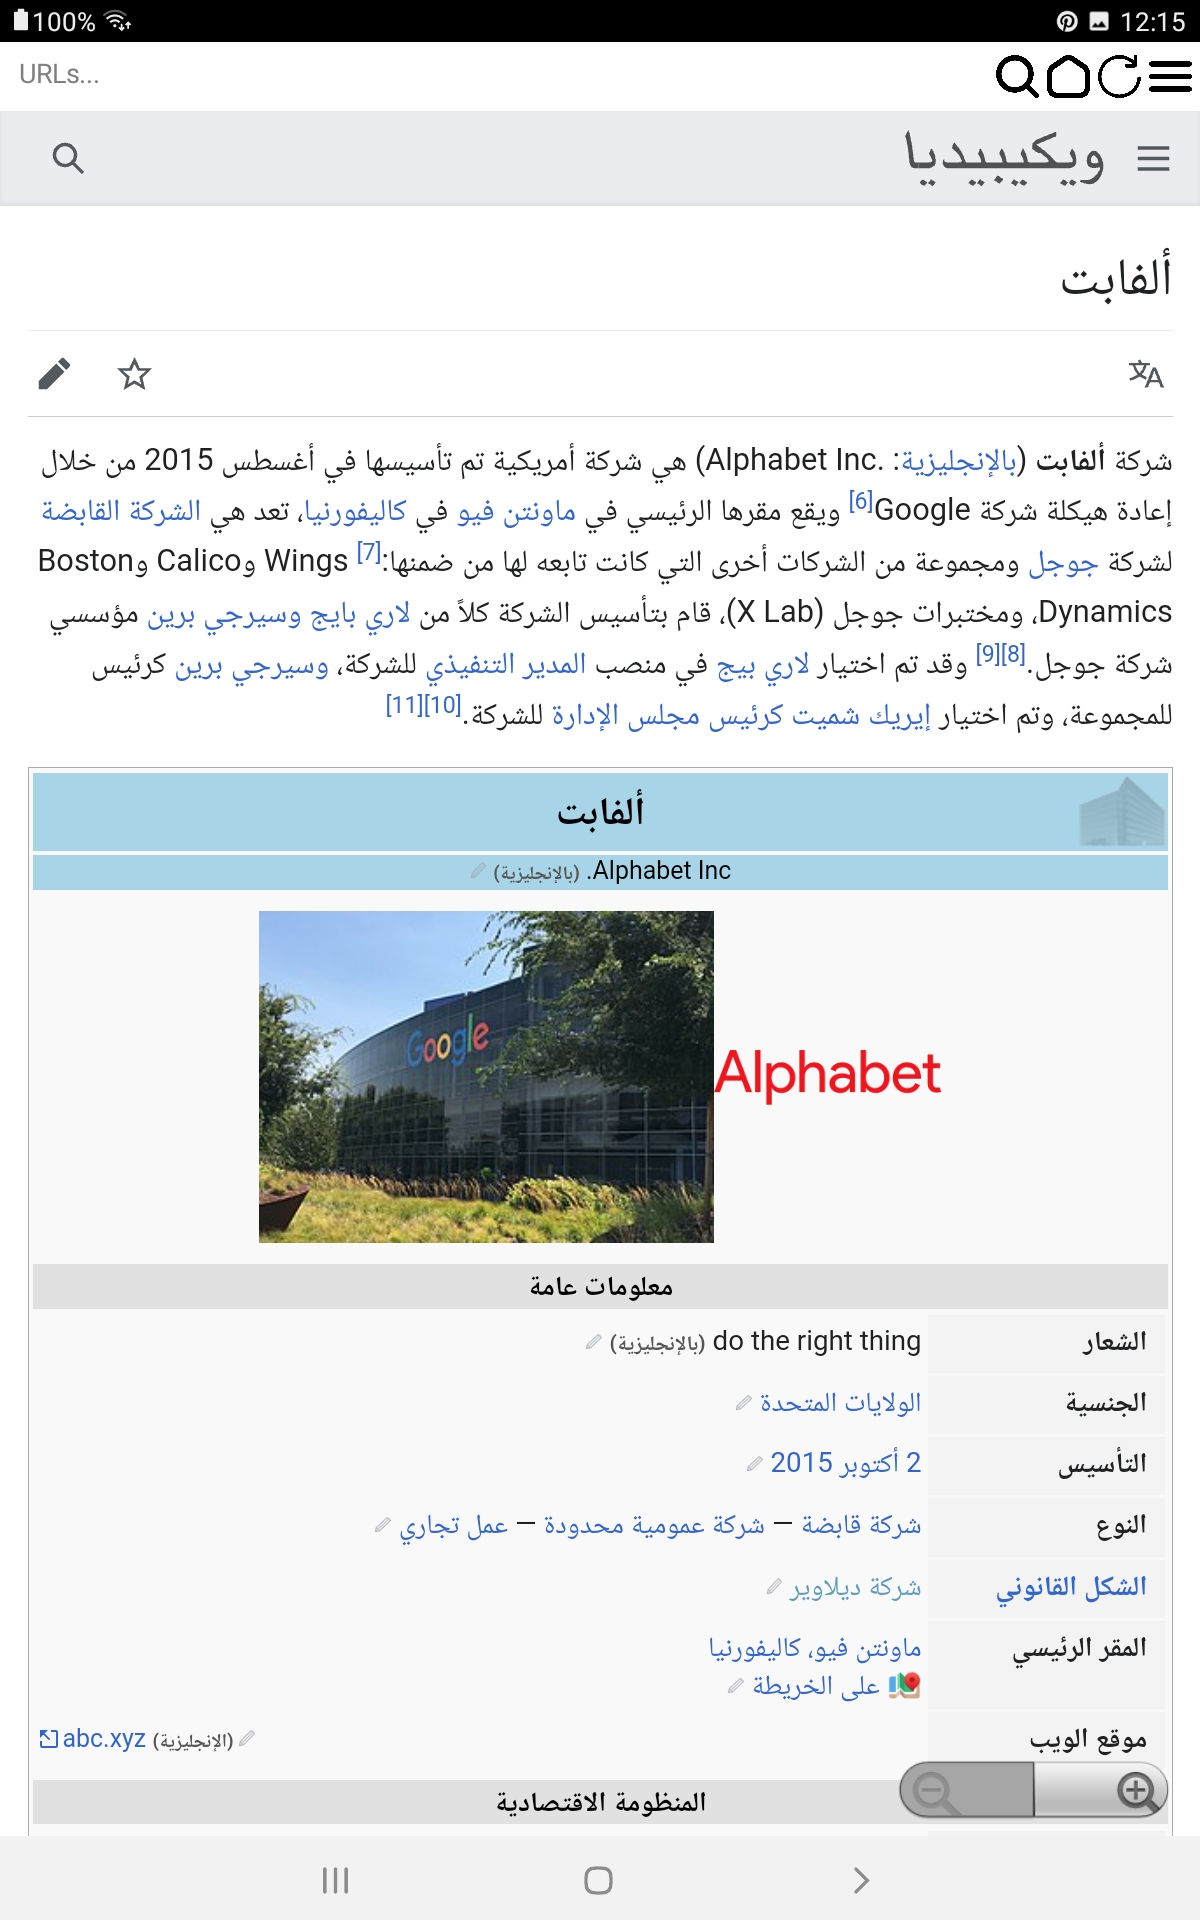 100%
12:15
URLs...
ويكيبيديا
ألفابت
شركة ألفابت (بالإنجليزية: Alphabet Inc.) هي شركة أمريكية تم تأسيسها في أغسطس 2015 من خلال
إعادة هيكلة شركة Google[6] ويقع مقرها الرئيسي في ماونتن فيو في كاليفورنيا، تعد هي الشركة القابضة
لشركة جوجل ومجموعة من الشركات أخرى التي كانت تابعه لها من ضمنها:[7] Wings وCalico وBoston
Dynamics، ومختبرات جوجل (X Lab)، قام بتأسيس الشركة كلاً من لاري بايج وسيرجي برين مؤسسي
شركة جوجل.[8][9] وقد تم اختيار لاري بيج في منصب المدير التنفيذي للشركة، وسيرجي برين كرئيس
للمجموعة، وتم اختيار إيريك شميت كرئيس مجلس الإدارة للشركة.[10][11]
ألفابت
Alphabet Inc. (بالإنجليزية)
Google
Alphabet
معلومات عامة
الشعار do the right thing (بالإنجليزية)
الجنسية الولايات المتحدة
التأسيس 2 أكتوبر 2015
النوع شركة قابضة — شركة عمومية محدودة — عمل تجاري
الشكل القانوني شركة ديلاوير
المقر الرئيسي ماونتن فيو، كاليفورنيا
على الخريطة
موقع الويب abc.xyz (الإنجليزية)
المنظومة الاقتصادية